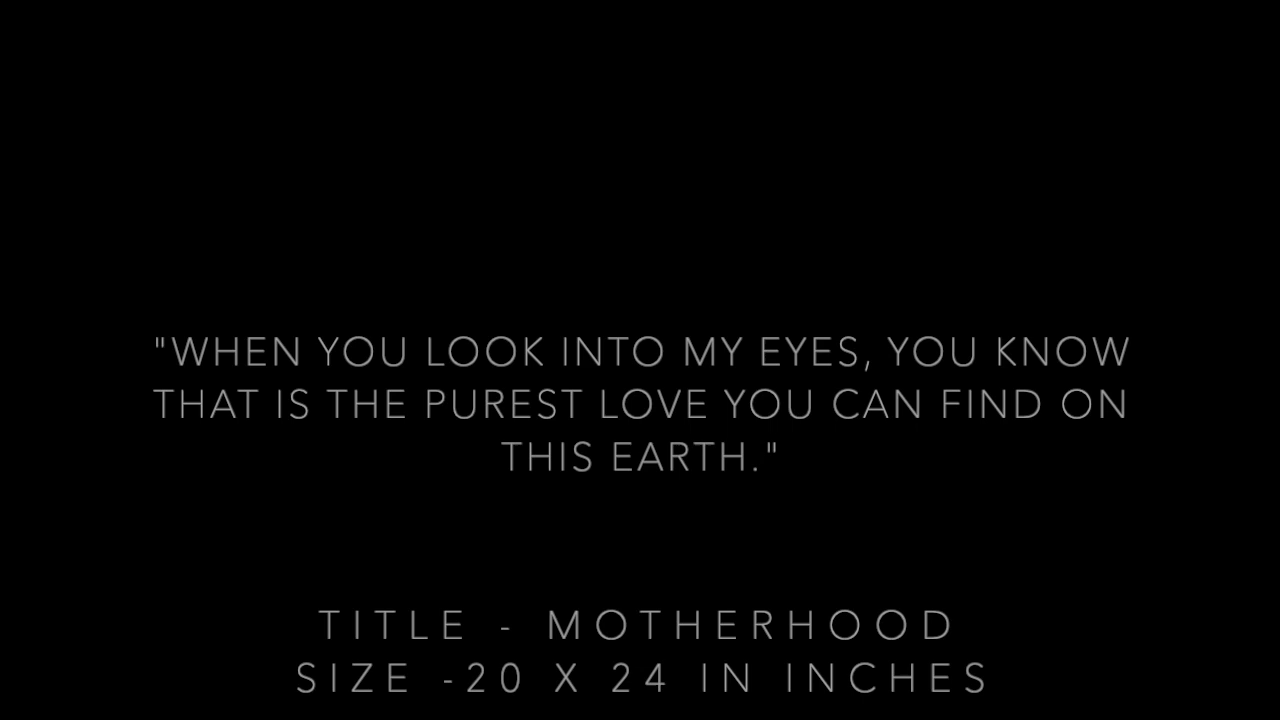 "WHEN YOU LOOK INTO MY EYES, YOU KNOW
THAT IS THE PUREST LOVE YOU CAN FIND ON
THIS EARTH."
TITLE - MOTHERHOOD
SIZE -20 X 24 IN INCHES